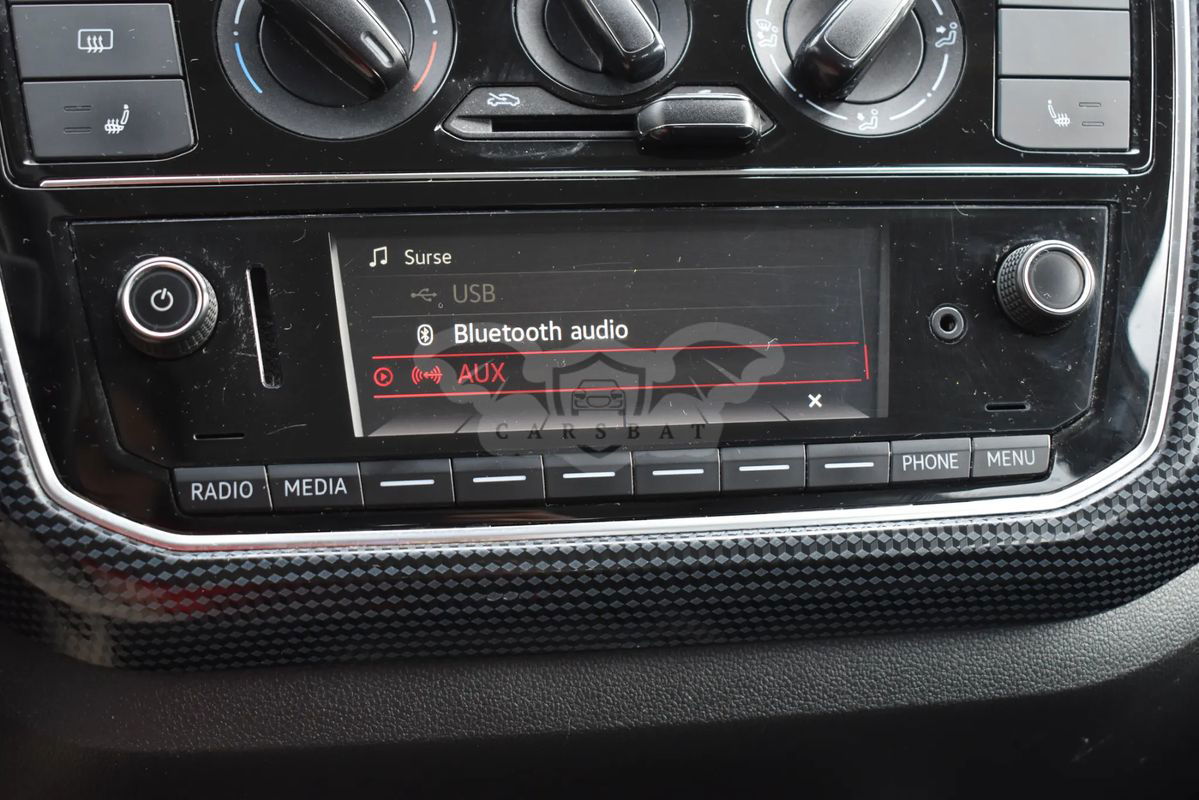 Surse
USB
Bluetooth audio
AUX
CARSBAT
RADIO MEDIA PHONE MENU